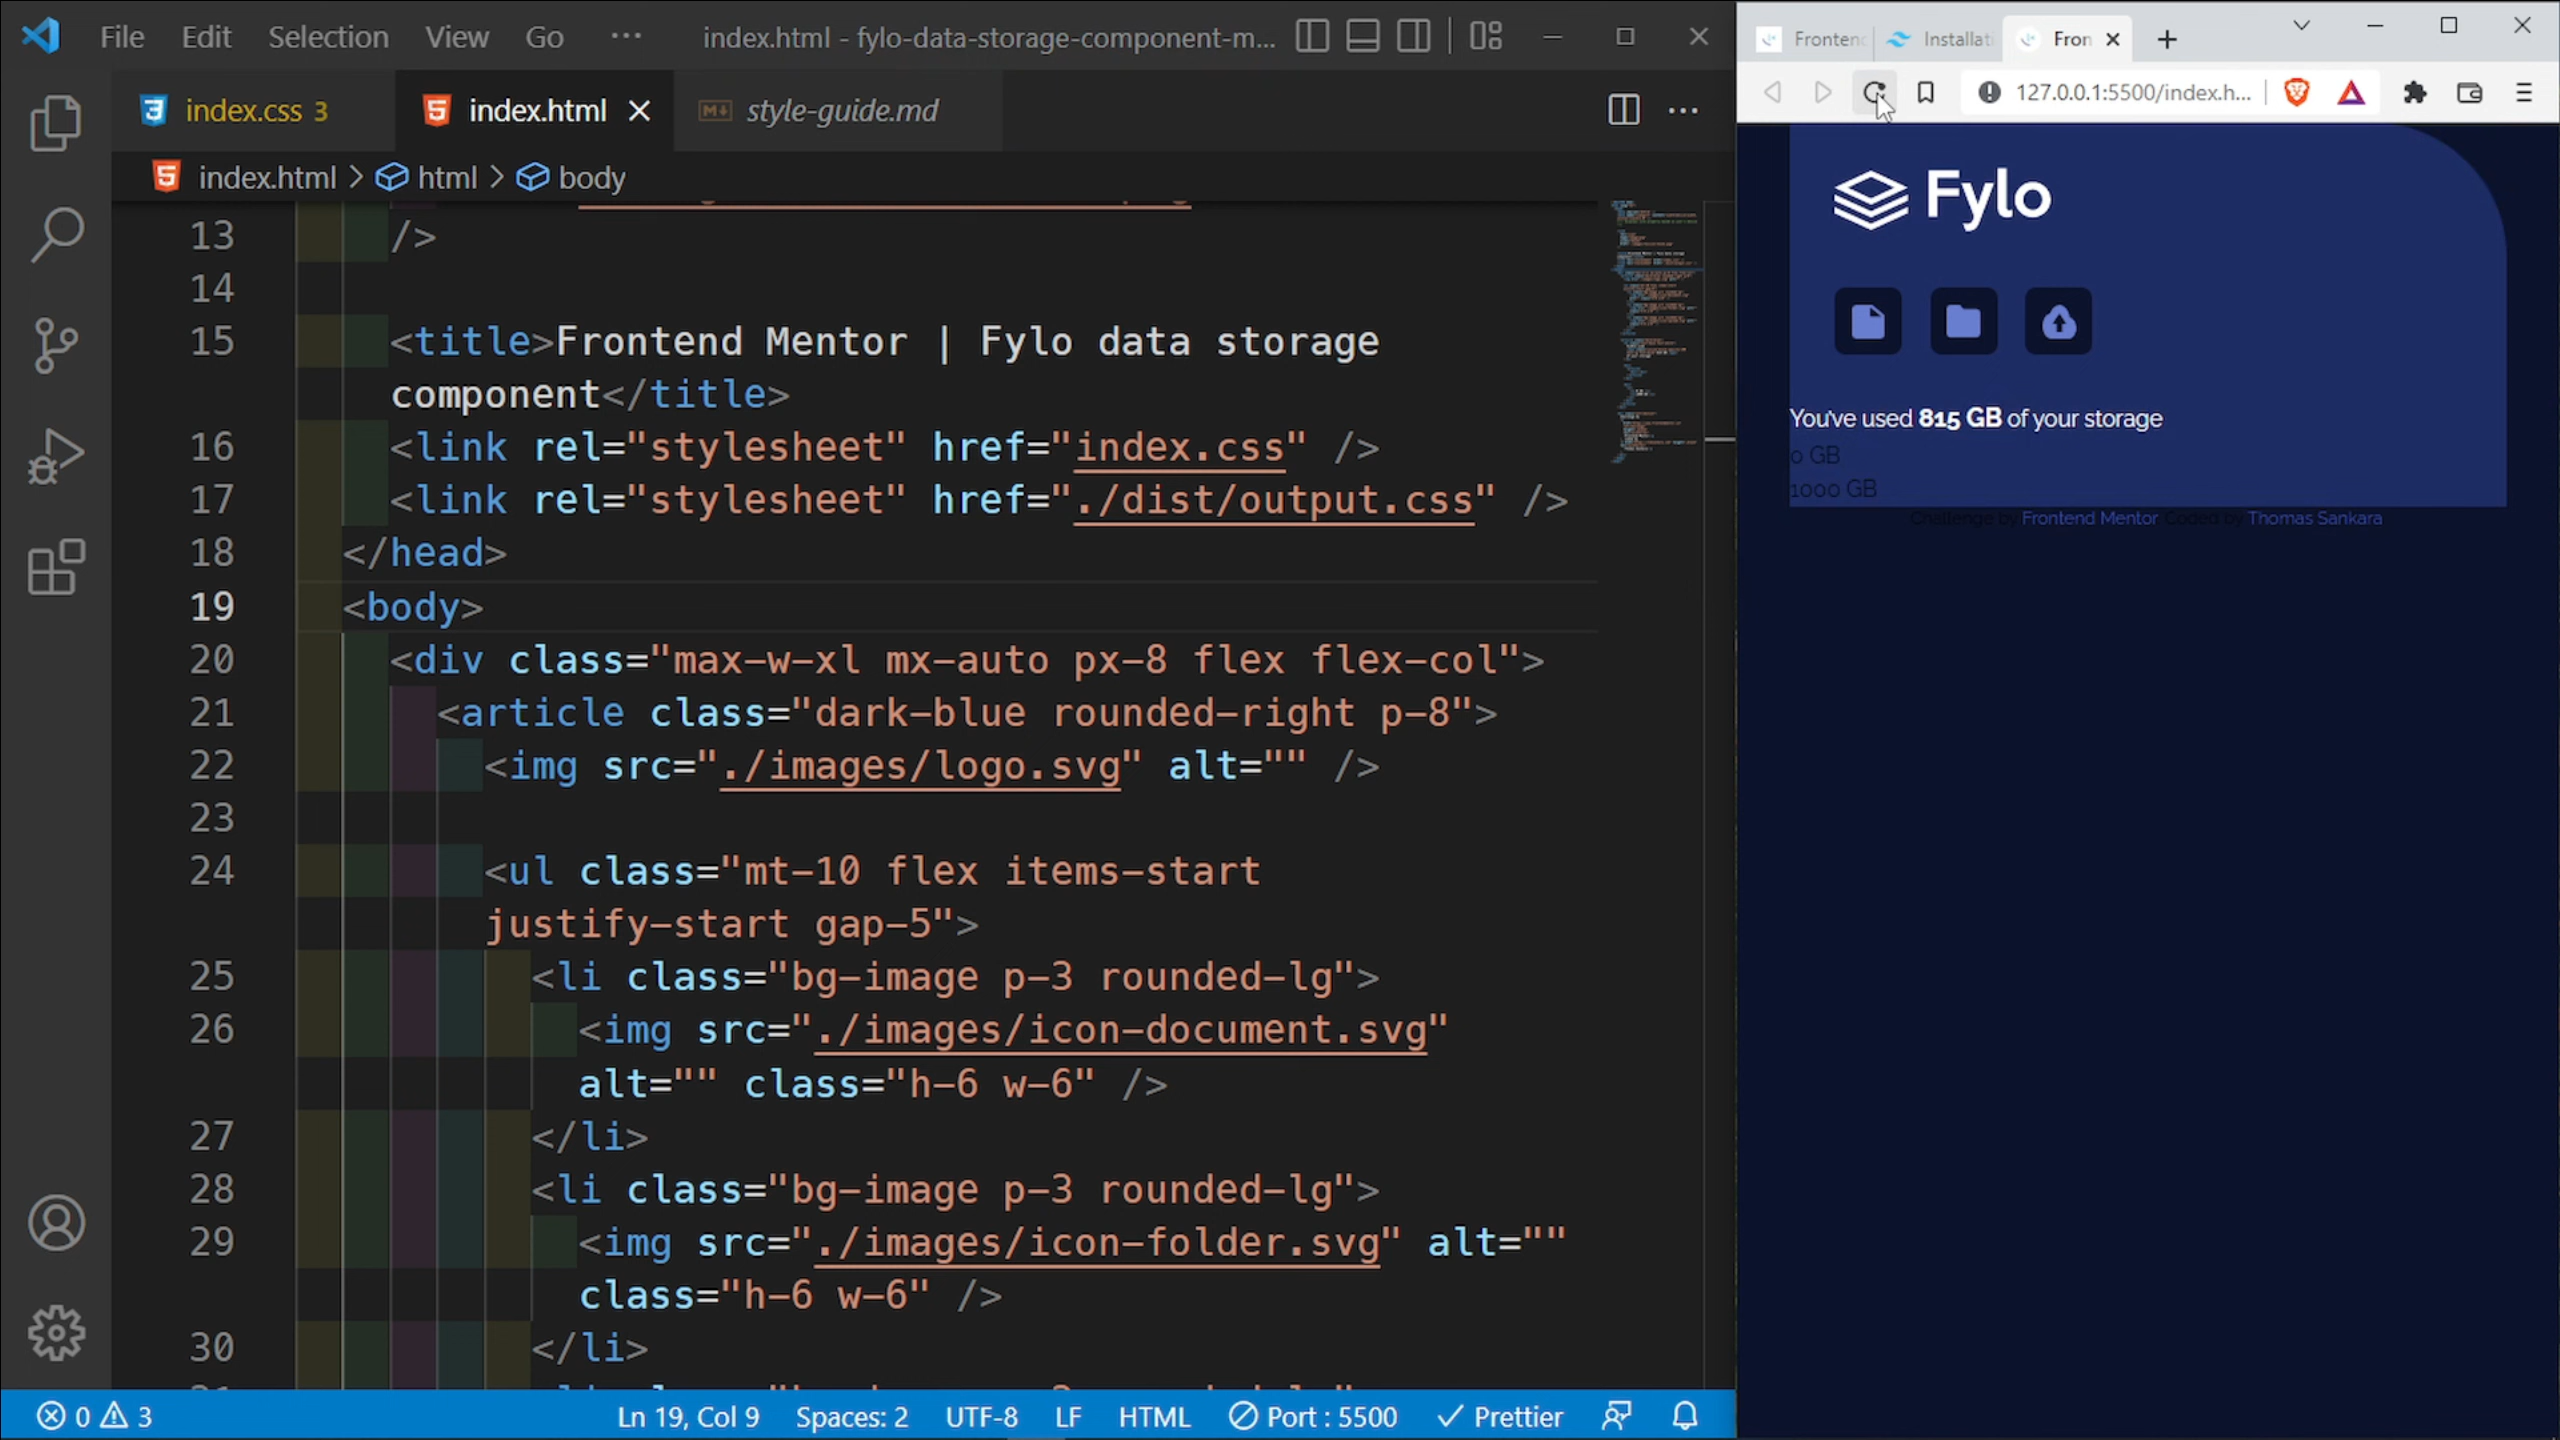 File Edit Selection View Go ··· index.html - fylo-data-storage-component-m...
index.css 3 index.html style-guide.md
index.html > html > body
13 />
14
15 <title>Frontend Mentor | Fylo data storage
component</title>
16 <link rel="stylesheet" href="index.css" />
17 <link rel="stylesheet" href="./dist/output.css" />
18 </head>
19 <body>
20 <div class="max-w-xl mx-auto px-8 flex flex-col">
21 <article class="dark-blue rounded-right p-8">
22 <img src="./images/logo.svg" alt="" />
23
24 <ul class="mt-10 flex items-start
justify-start gap-5">
25 <li class="bg-image p-3 rounded-lg">
26 <img src="./images/icon-document.svg"
alt="" class="h-6 w-6" />
27 </li>
28 <li class="bg-image p-3 rounded-lg">
29 <img src="./images/icon-folder.svg" alt=""
class="h-6 w-6" />
30 </li>
0 3 Ln 19, Col 9 Spaces: 2 UTF-8 LF HTML Port : 5500 Prettier
Fronten Installat Fron
127.0.0.1:5500/index.h...
Fylo
You've used 815 GB of your storage
0 GB
1000 GB
Challenge by Frontend Mentor Coded by Thomas Sankara